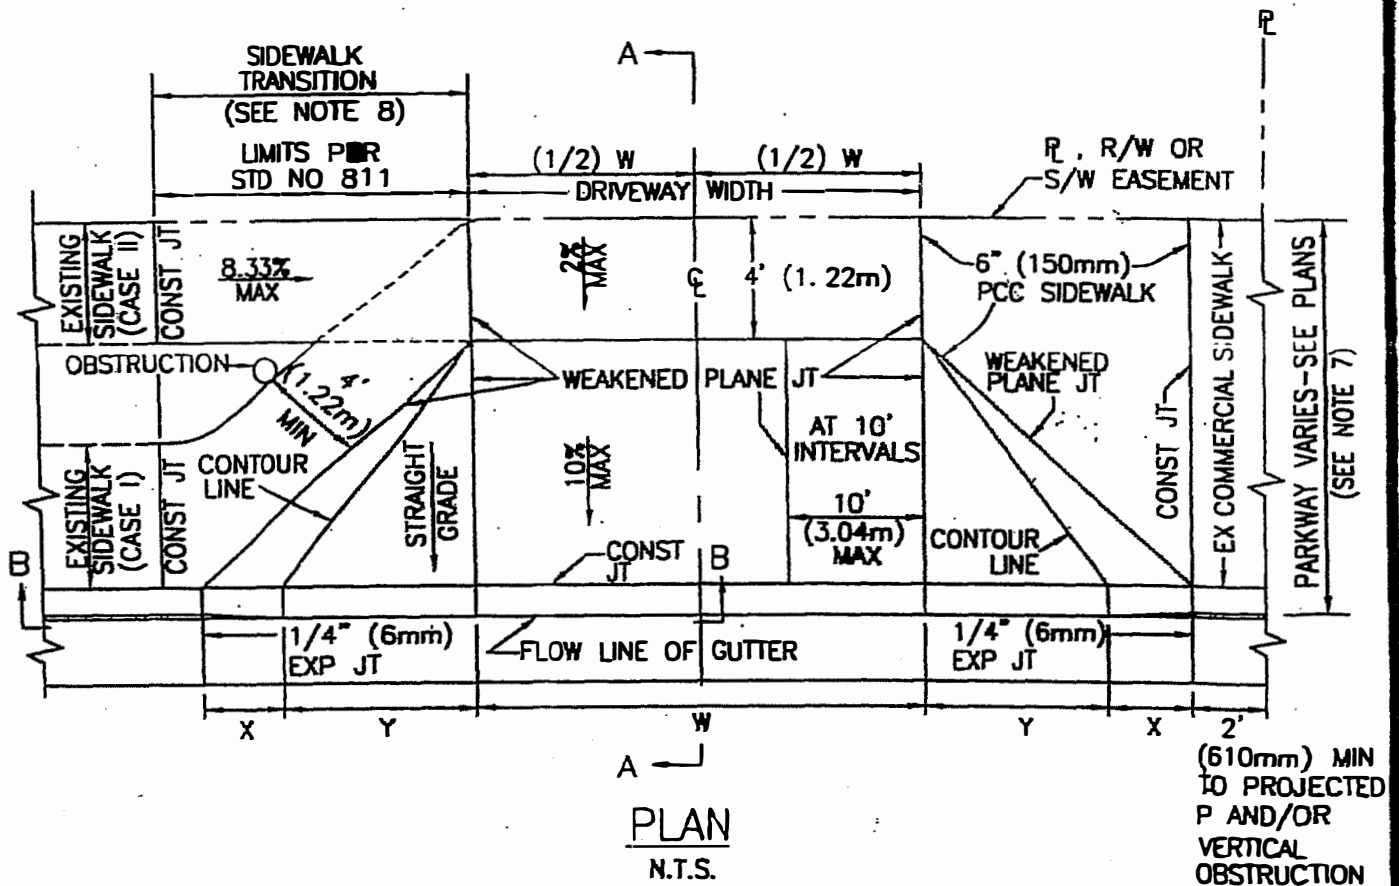 PL
A
SIDEWALK
TRANSITION
(SEE NOTE 8)
LIMITS PER
STD NO 811
(1/2) W
(1/2) W
DRIVEWAY WIDTH
PL, R/W OR
S/W EASEMENT
EXISTING
SIDEWALK
(CASE II)
CONST JT
8.33%
MAX
2%
MAX
CL
4' (1.22m)
6" (150mm)
PCC SIDEWALK
EX COMMERCIAL SIDEWALK
PARKWAY VARIES-SEE PLANS
(SEE NOTE 7)
OBSTRUCTION
4'
(1.22m)
MIN
WEAKENED PLANE JT
WEAKENED
PLANE JT
AT 10'
INTERVALS
CONST JT
EXISTING
SIDEWALK
(CASE I)
CONST JT
CONTOUR
LINE
STRAIGHT
GRADE
10%
MAX
10'
(3.04m)
MAX
CONTOUR
LINE
B
CONST
JT
B
1/4" (6mm)
EXP JT
FLOW LINE OF GUTTER
1/4" (6mm)
EXP JT
X
Y
W
Y
X
2'
A
(610mm) MIN
TO PROJECTED
P AND/OR
VERTICAL
OBSTRUCTION
PLAN
N.T.S.